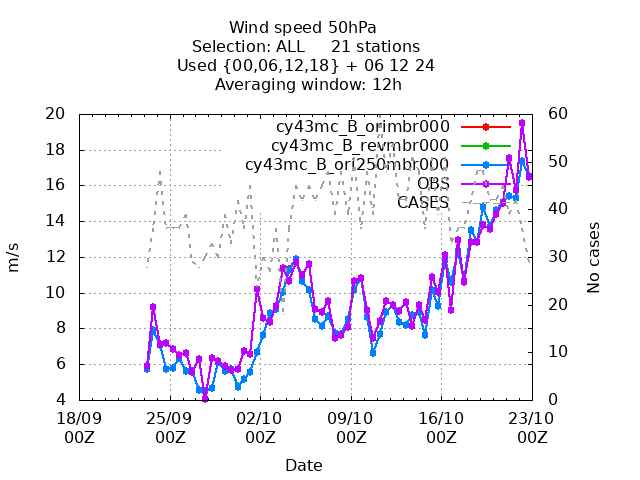 Wind speed 50hPa
Selection: ALL 21 stations
Used {00,06,12,18} + 06 12 24
Averaging window: 12h
cy43mc_B_orimbr000
cy43mc_B_revmbr000
cy43mc_B_ori250mbr000
OBS
CASES
20
18
16
14
12
10
8
6
4
m/s
60
50
40
30
20
10
0
No cases
18/09 25/09 02/10 09/10 16/10 23/10
00Z 00Z 00Z 00Z 00Z 00Z
Date